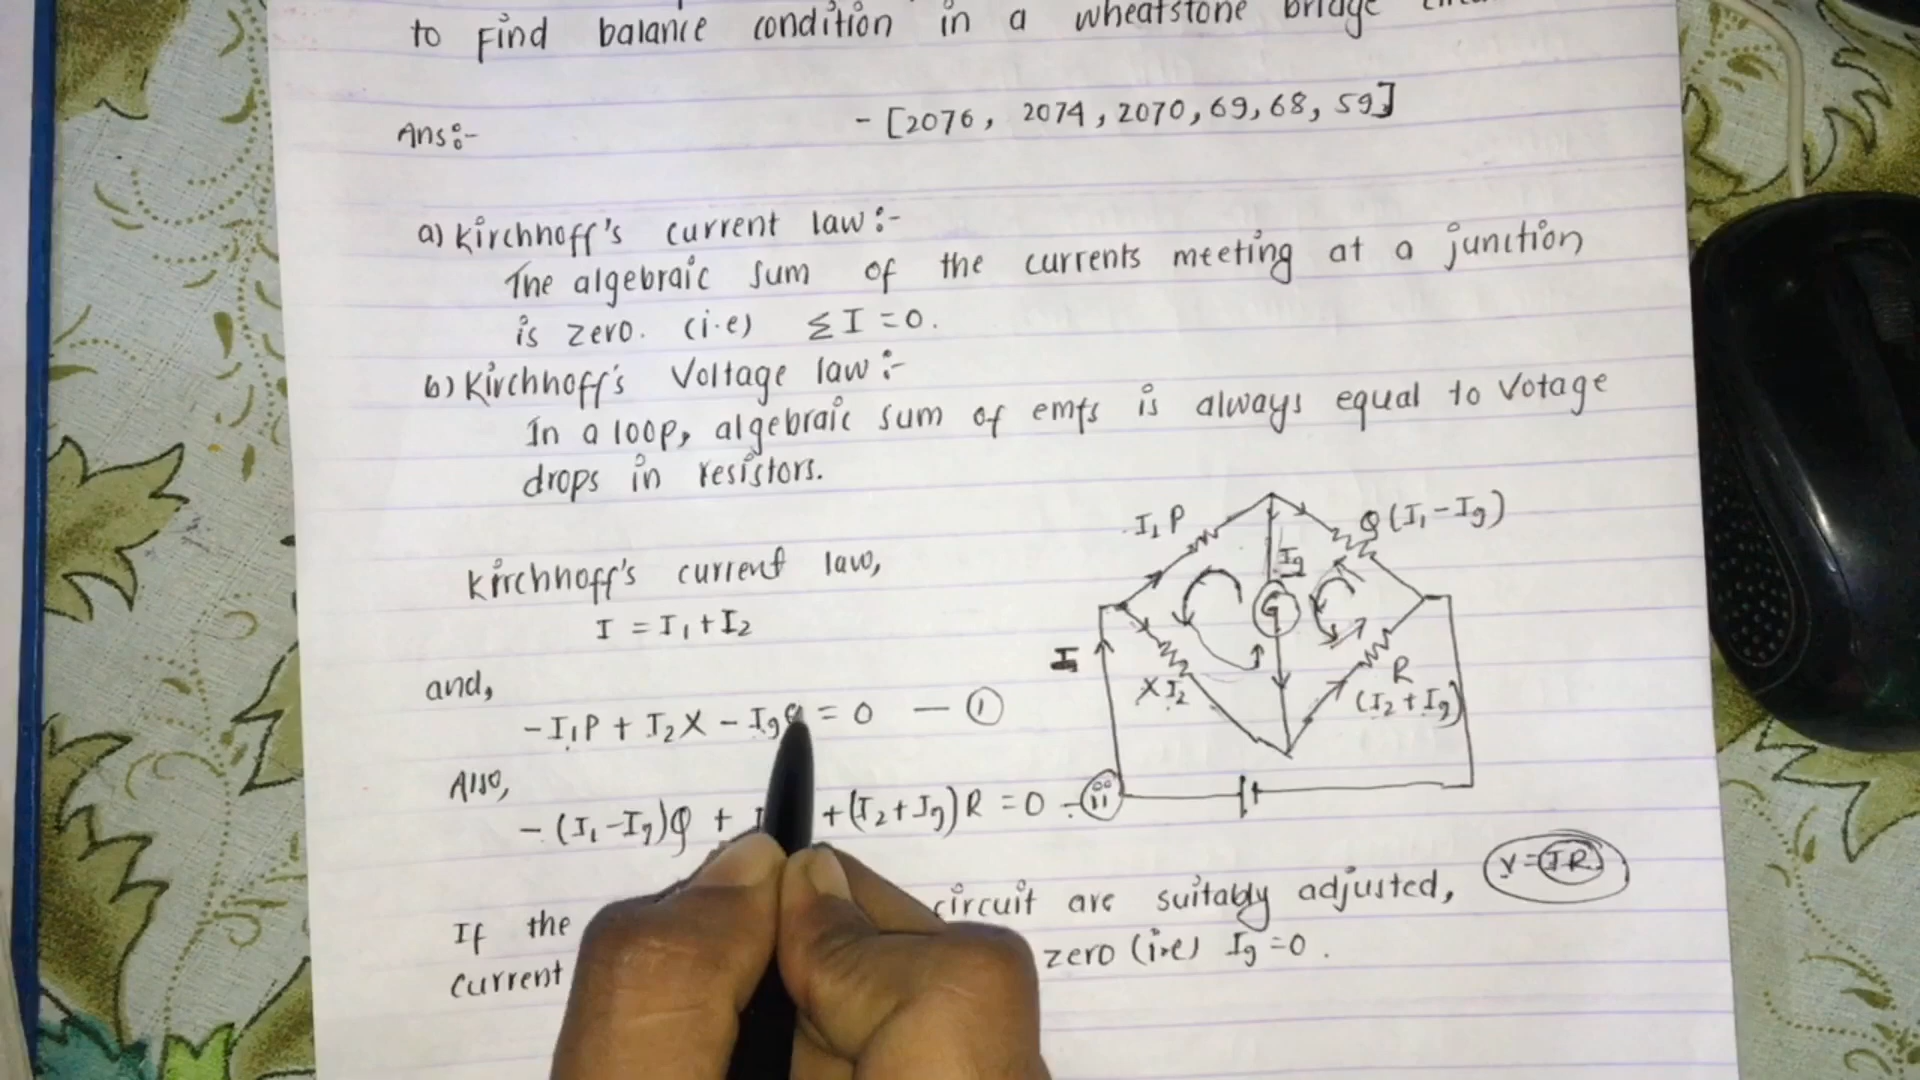 to Find balance condition in a wheatstone bridge
- [2076, 2074, 2070, 69, 68, 59]
Ans:-
a) Kirchhoff's current law:-
The algebraic sum of the currents meeting at a junction
is zero. (i.e) ΣI = 0.
b) Kirchhoff's Voltage law:-
In a loop, algebraic sum of emfs is always equal to Votage
drops in resistors.
Kirchhoff's current law,
I = I₁ + I₂
and,
-I₁P + I₂X - Ig = 0 — ①
Also,
- (I₁-Ig)Q + +(I₂+Ig)R = 0 - ⑪
If the circuit are suitably adjusted,
current zero (i.e) Ig = 0.
I₁ P
Q(I₁-Ig)
Ig
G
I
X I₂
R
(I₂+Ig)
V=IR